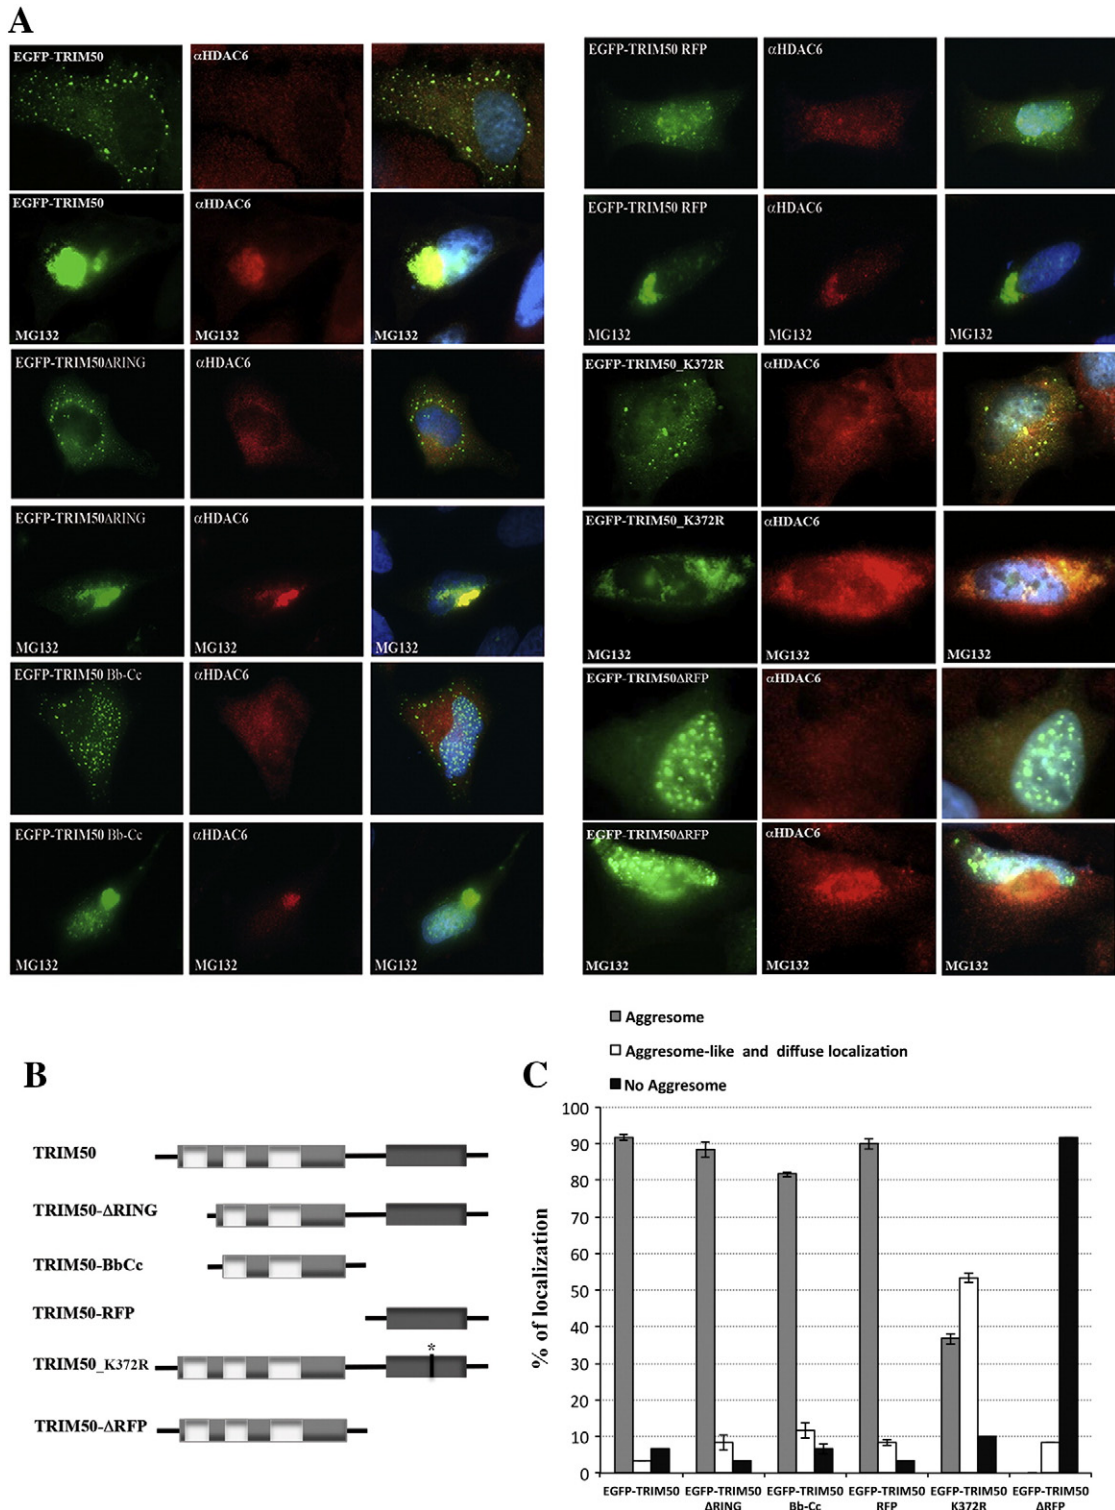 A
EGFP-TRIM50 αHDAC6
EGFP-TRIM50 αHDAC6
MG132 MG132 MG132
EGFP-TRIM50ΔRING αHDAC6
EGFP-TRIM50ΔRING αHDAC6
MG132 MG132 MG132
EGFP-TRIM50 Bb-Cc αHDAC6
EGFP-TRIM50 Bb-Cc αHDAC6
MG132 MG132 MG132
EGFP-TRIM50 RFP αHDAC6
EGFP-TRIM50 RFP αHDAC6
MG132 MG132 MG132
EGFP-TRIM50_K372R αHDAC6
EGFP-TRIM50_K372R αHDAC6
MG132 MG132 MG132
EGFP-TRIM50ΔRFP αHDAC6
EGFP-TRIM50ΔRFP αHDAC6
MG132 MG132 MG132
B
TRIM50
TRIM50-ΔRING
TRIM50-BbCc
TRIM50-RFP
*
TRIM50_K372R
TRIM50-ΔRFP
C
Aggresome
Aggresome-like and diffuse localization
No Aggresome
% of localization
100
90
80
70
60
50
40
30
20
10
0
EGFP-TRIM50 EGFP-TRIM50 EGFP-TRIM50 EGFP-TRIM50 EGFP-TRIM50 EGFP-TRIM50
ΔRING Bb-Cc RFP K372R ΔRFP